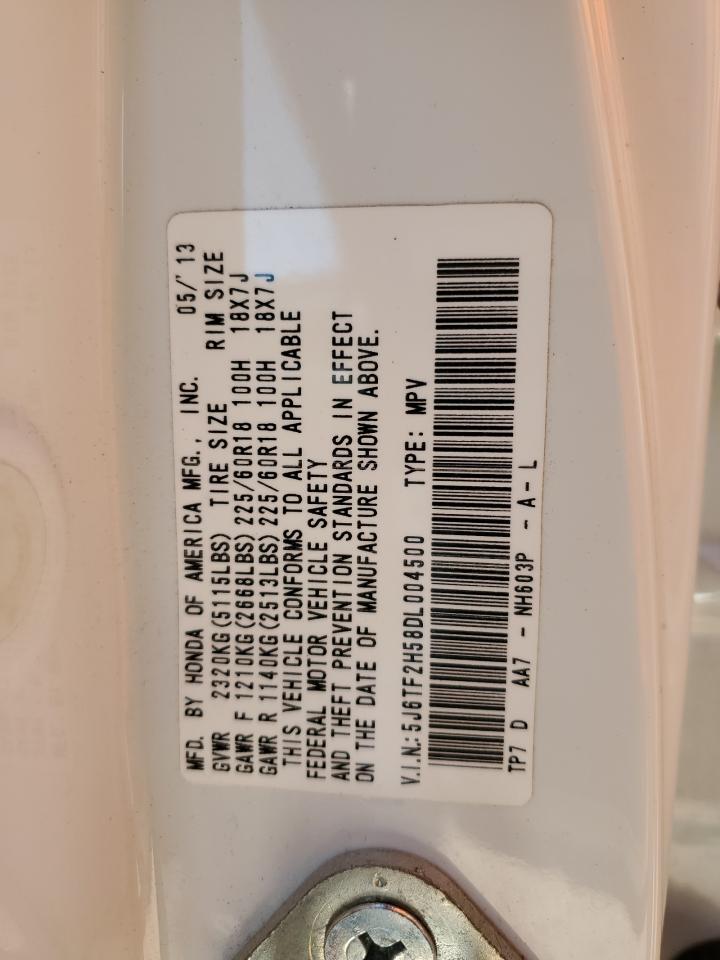 MFD. BY HONDA OF AMERICA MFG., INC. 05/'13
GVWR 2320KG(5115LBS) TIRE SIZE RIM SIZE
GAWR F 1210KG(2668LBS) 225/60R18 100H 18X7J
GAWR R 1140KG(2513LBS) 225/60R18 100H 18X7J
THIS VEHICLE CONFORMS TO ALL APPLICABLE
FEDERAL MOTOR VEHICLE SAFETY
AND THEFT PREVENTION STANDARDS IN EFFECT
ON THE DATE OF MANUFACTURE SHOWN ABOVE.
V.I.N.: 5J6TF2H58DL004500 TYPE: MPV
TP7 D AA7 - NH603P - A - L